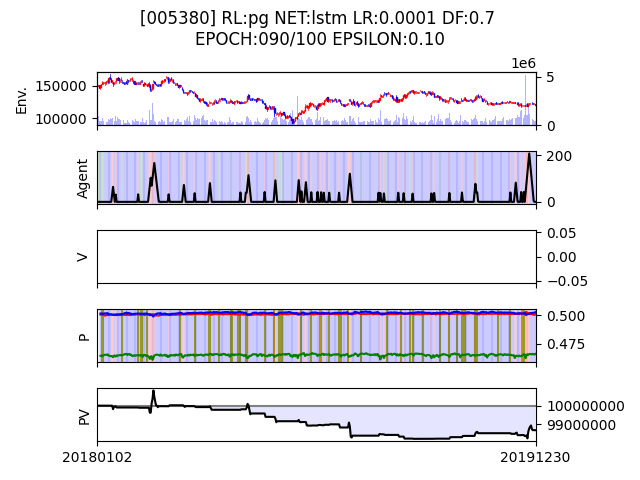 [005380] RL:pg NET:lstm LR:0.0001 DF:0.7
EPOCH:090/100 EPSILON:0.10
1e6
Env.
150000
100000
5
0
Agent
200
0
V
0.05
0.00
−0.05
P
0.500
0.475
PV
100000000
99000000
20180102
20191230